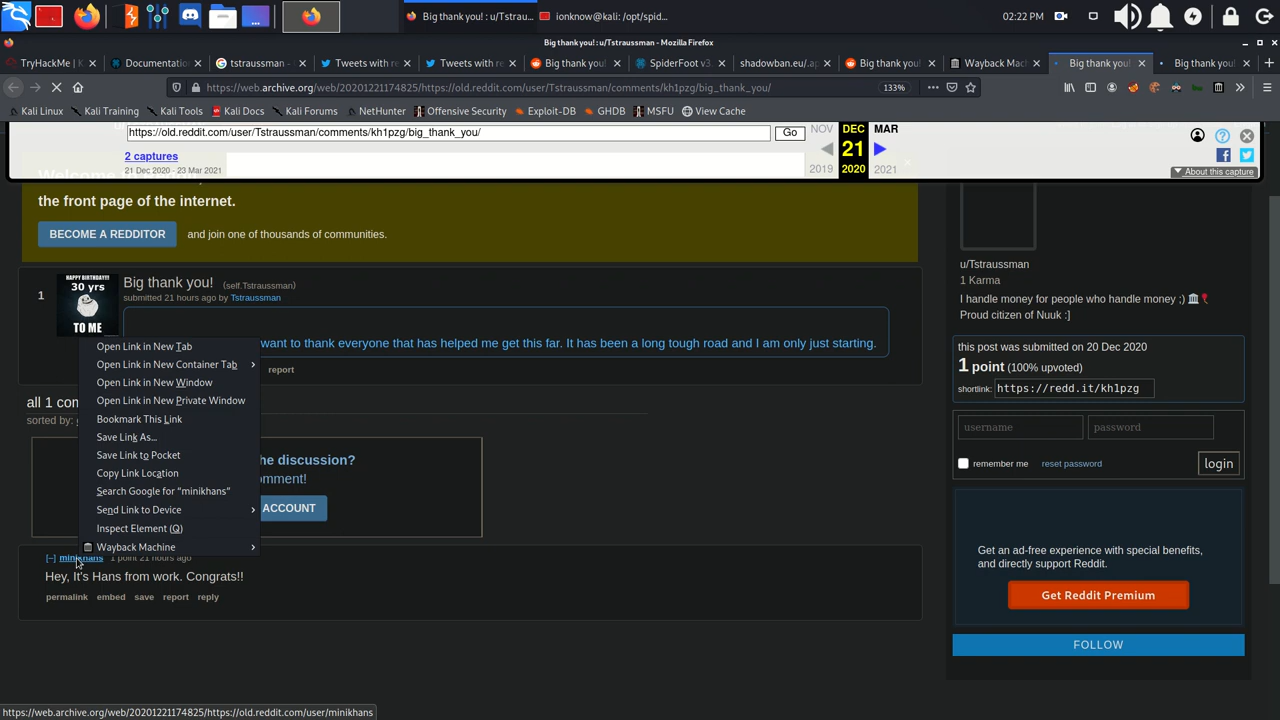 Big thank you! : u/Tstrau...
ionknow@kali: /opt/spid...
02:22 PM
Big thank you! : u/Tstraussman - Mozilla Firefox
TryHackMe | K
Documentatio
tstraussman -
Tweets with re
Tweets with re
Big thank you!
SpiderFoot v3
shadowban.eu/.ap
Big thank you!
Wayback Mach
Big thank you!
Big thank you!
https://web.archive.org/web/20201221174825/https://old.reddit.com/user/Tstraussman/comments/kh1pzg/big_thank_you/
133%
Kali Linux
Kali Training
Kali Tools
Kali Docs
Kali Forums
NetHunter
Offensive Security
Exploit-DB
GHDB
MSFU
View Cache
https://old.reddit.com/user/Tstraussman/comments/kh1pzg/big_thank_you/
Go
NOV DEC MAR
2 captures
21 Dec 2020 - 23 Mar 2021
21
2019 2020 2021
About this capture
the front page of the internet.
BECOME A REDDITOR
and join one of thousands of communities.
1
HAPPY BIRTHDAY!!!
30 yrs
TO ME
Big thank you! (self.Tstraussman)
submitted 21 hours ago by Tstraussman
want to thank everyone that has helped me get this far. It has been a long tough road and I am only just starting.
report
all 1 com
sorted by:
Open Link in New Tab
Open Link in New Container Tab
Open Link in New Window
Open Link in New Private Window
Bookmark This Link
Save Link As...
Save Link to Pocket
Copy Link Location
Search Google for "minikhans"
Send Link to Device
Inspect Element (Q)
Wayback Machine
he discussion?
omment!
ACCOUNT
[–] minikhans 1 point 21 hours ago
Hey, It's Hans from work. Congrats!!
permalink embed save report reply
u/Tstraussman
1 Karma
I handle money for people who handle money ;)
Proud citizen of Nuuk :]
this post was submitted on 20 Dec 2020
1 point (100% upvoted)
shortlink: https://redd.it/kh1pzg
username
password
remember me
reset password
login
Get an ad-free experience with special benefits,
and directly support Reddit.
Get Reddit Premium
FOLLOW
https://web.archive.org/web/20201221174825/https://old.reddit.com/user/minikhans